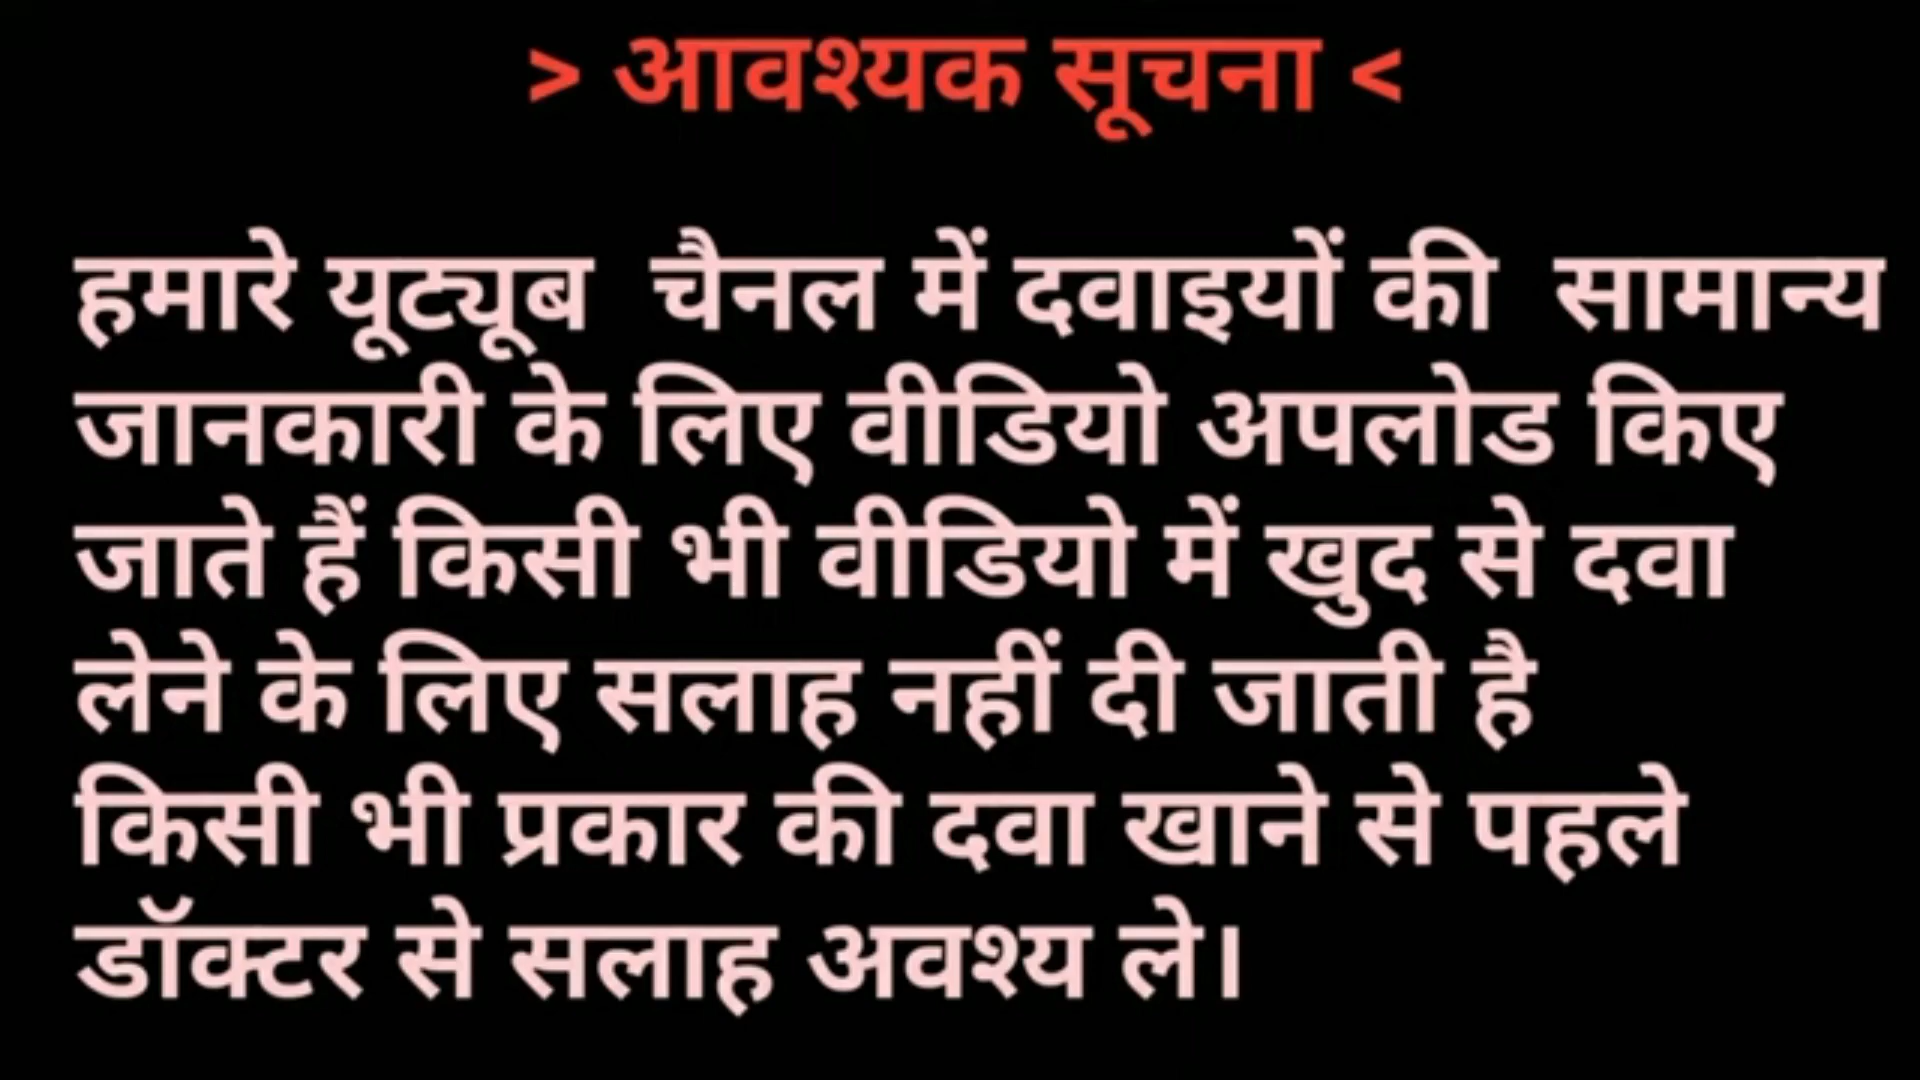 > आवश्यक सूचना <
हमारे यूट्यूब चैनल में दवाइयों की सामान्य
जानकारी के लिए वीडियो अपलोड किए
जाते हैं किसी भी वीडियो में खुद से दवा
लेने के लिए सलाह नहीं दी जाती है
किसी भी प्रकार की दवा खाने से पहले
डॉक्टर से सलाह अवश्य ले।